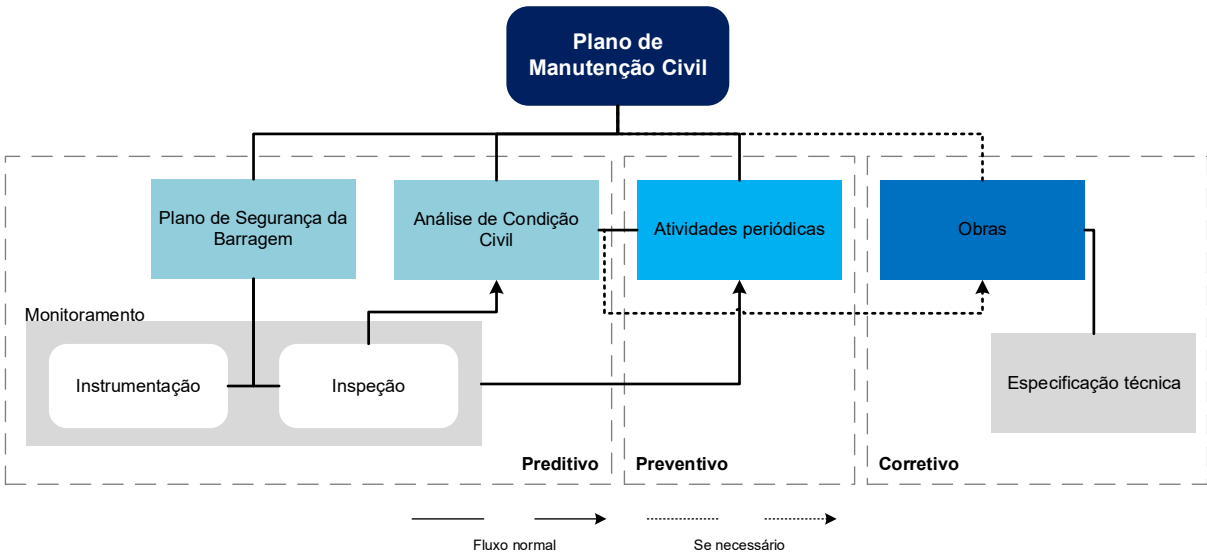 Plano de
Manutenção Civil
Plano de Segurança da
Barragem
Análise de Condição
Civil
Atividades periódicas
Obras
Monitoramento
Instrumentação
Inspeção
Especificação técnica
Preditivo
Preventivo
Corretivo
Fluxo normal
Se necessário